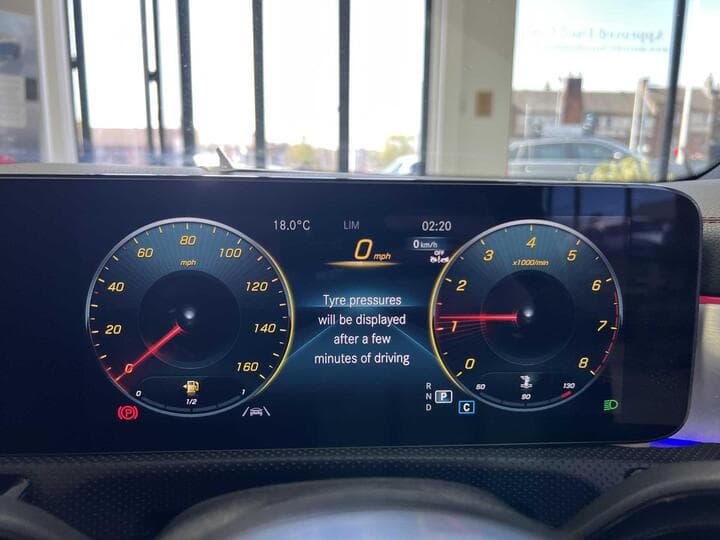 Approved Used
18.0°C LIM 02:20
0 mph
0 km/h
OFF
Tyre pressures
will be displayed
after a few
minutes of driving
0 20 40 60 80 100 120 140 160
mph
0 1/2 1
P
0 1 2 3 4 5 6 7 8
x1000/min
50 90 130
R
N P
D C